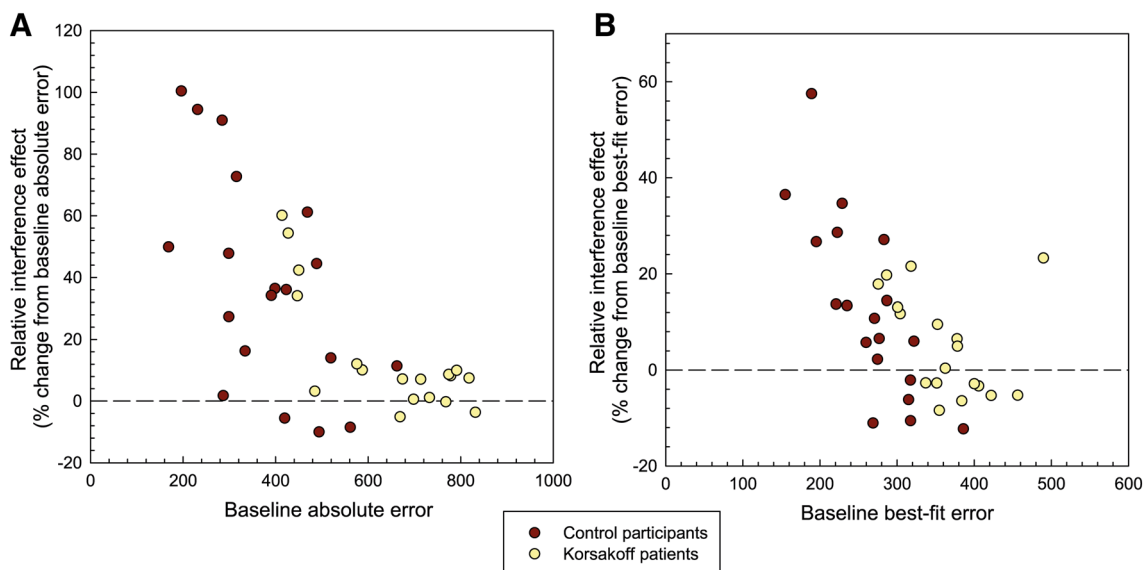 A
Relative interference effect
(% change from baseline absolute error)
120
100
80
60
40
20
0
-20
0 200 400 600 800 1000
Baseline absolute error
B
Relative interference effect
(% change from baseline best-fit error)
60
40
20
0
-20
0 100 200 300 400 500 600
Baseline best-fit error
Control participants
Korsakoff patients